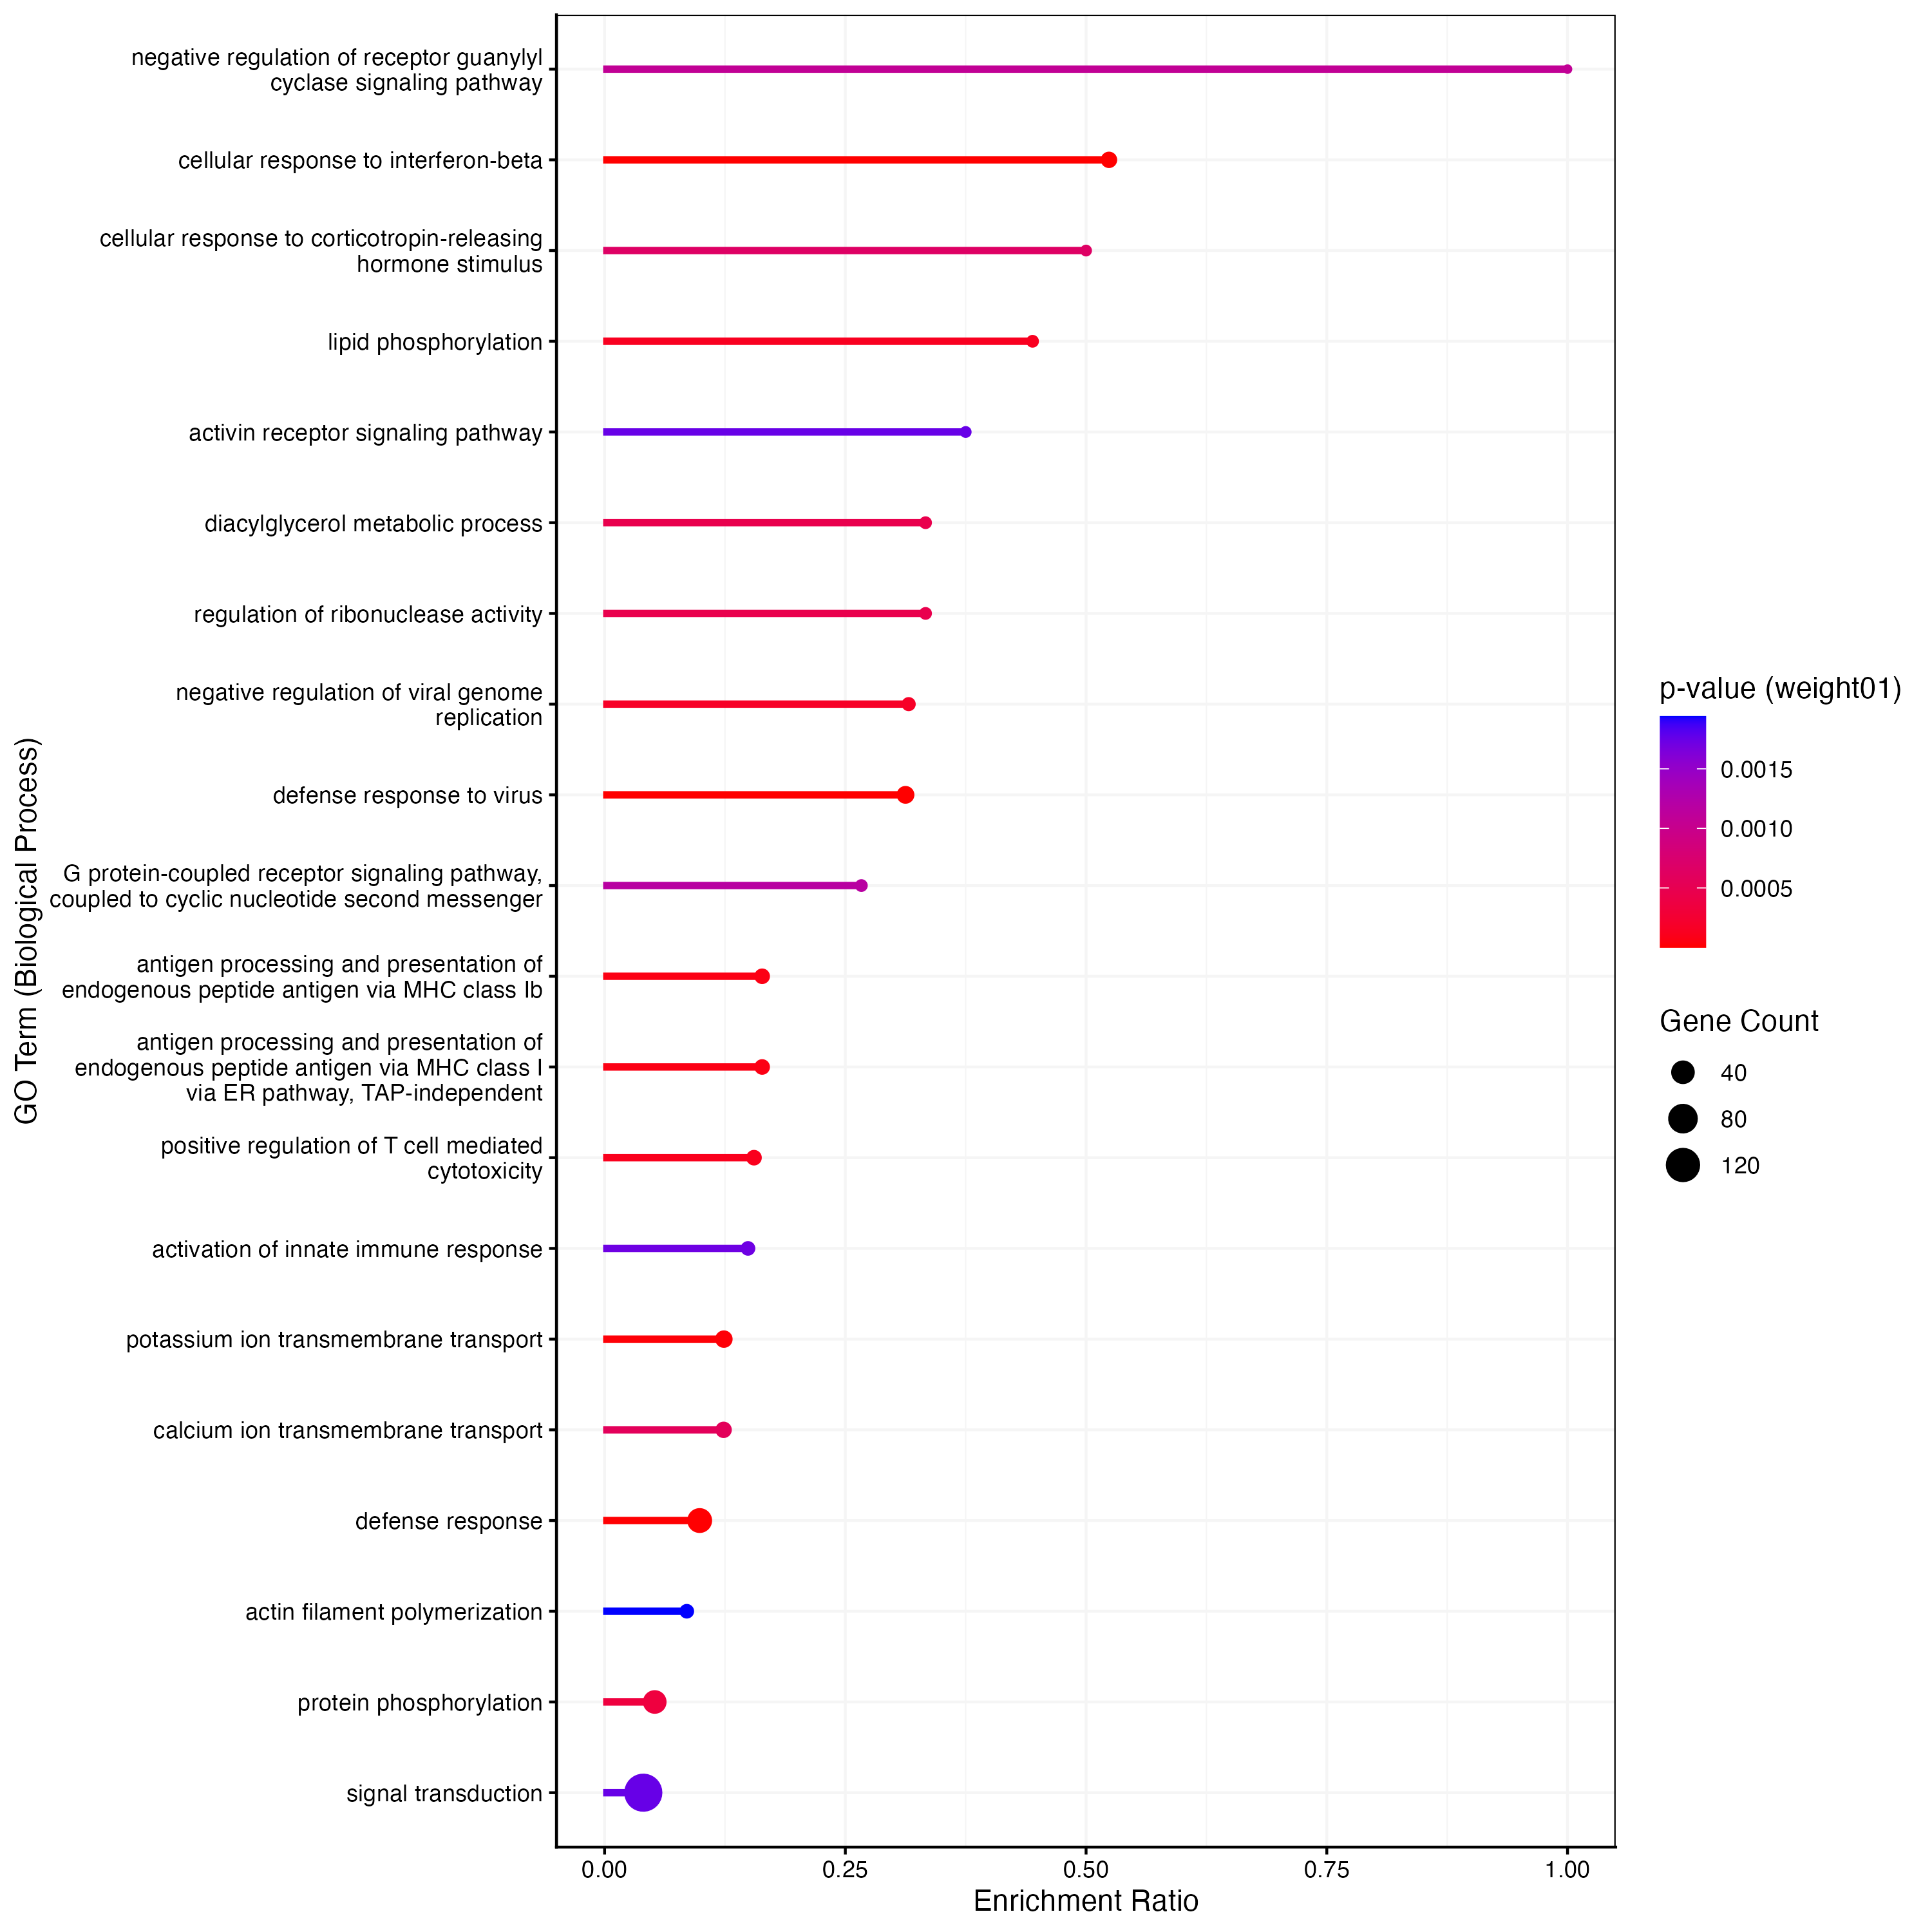 negative regulation of receptor guanylyl
cyclase signaling pathway
cellular response to interferon-beta
cellular response to corticotropin-releasing
hormone stimulus
lipid phosphorylation
activin receptor signaling pathway
diacylglycerol metabolic process
regulation of ribonuclease activity
negative regulation of viral genome
replication
defense response to virus
G protein-coupled receptor signaling pathway,
coupled to cyclic nucleotide second messenger
antigen processing and presentation of
endogenous peptide antigen via MHC class Ib
antigen processing and presentation of
endogenous peptide antigen via MHC class I
via ER pathway, TAP-independent
positive regulation of T cell mediated
cytotoxicity
activation of innate immune response
potassium ion transmembrane transport
calcium ion transmembrane transport
defense response
actin filament polymerization
protein phosphorylation
signal transduction
GO Term (Biological Process)
0.00 0.25 0.50 0.75 1.00
Enrichment Ratio
p-value (weight01)
0.0015
0.0010
0.0005
Gene Count
40
80
120